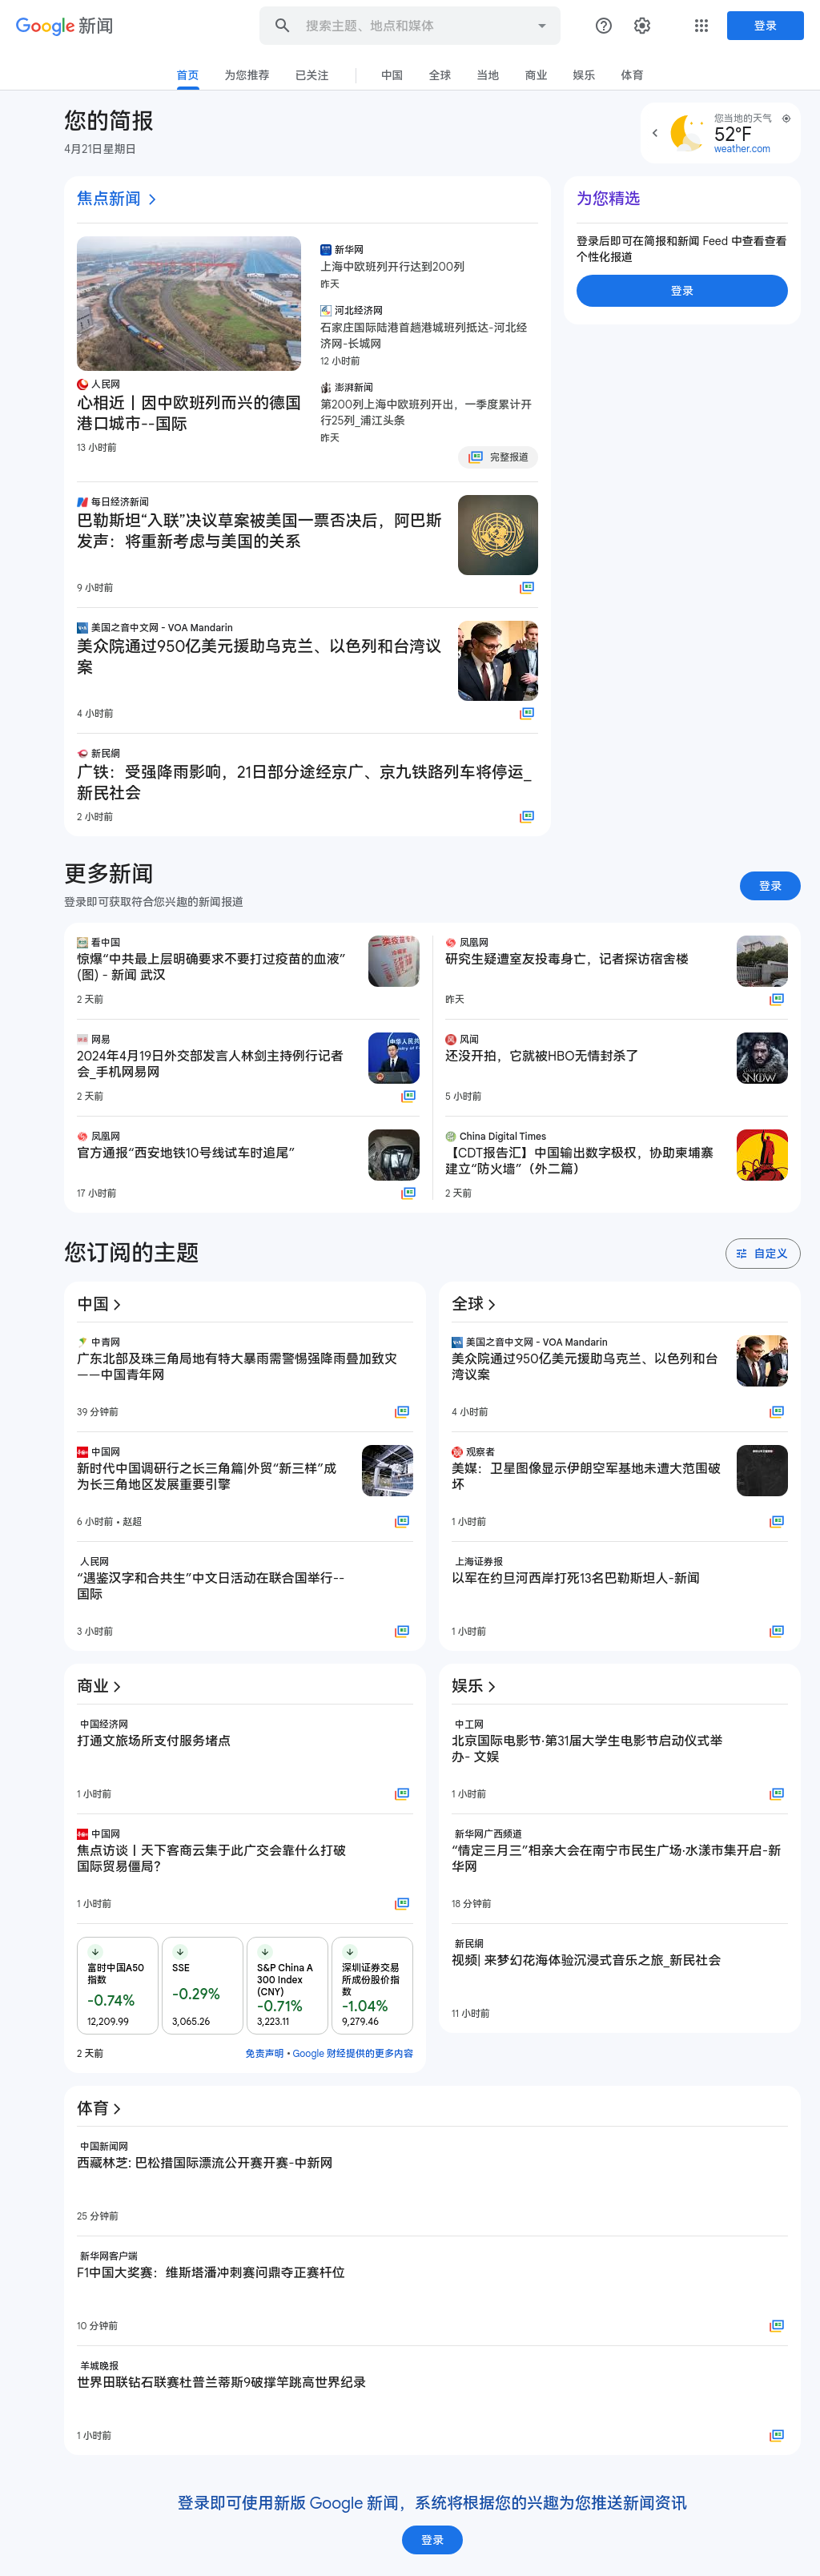 Google 新闻
搜索主题、地点和媒体
登录
首页
为您推荐
已关注
中国
全球
当地
商业
娱乐
体育
您的简报
4月21日星期日
您当地的天气
52°F
weather.com
焦点新闻
人民网
心相近丨因中欧班列而兴的德国
港口城市--国际
13 小时前
新华网
上海中欧班列开行达到200列
昨天
河北经济网
石家庄国际陆港首趟港城班列抵达-河北经
济网-长城网
12 小时前
澎湃新闻
第200列上海中欧班列开出，一季度累计开
行25列_浦江头条
昨天
完整报道
每日经济新闻
巴勒斯坦“入联”决议草案被美国一票否决后，阿巴斯
发声：将重新考虑与美国的关系
9 小时前
美国之音中文网 - VOA Mandarin
美众院通过950亿美元援助乌克兰、以色列和台湾议
案
4 小时前
新民網
广铁：受强降雨影响，21日部分途经京广、京九铁路列车将停运_
新民社会
2 小时前
为您精选
登录后即可在简报和新闻 Feed 中查看查看
个性化报道
登录
更多新闻
登录即可获取符合您兴趣的新闻报道
登录
看中国
惊爆“中共最上层明确要求不要打过疫苗的血液”
(图) - 新闻 武汉
2 天前
网易
2024年4月19日外交部发言人林剑主持例行记者
会_手机网易网
2 天前
凤凰网
官方通报“西安地铁10号线试车时追尾”
17 小时前
凤凰网
研究生疑遭室友投毒身亡，记者探访宿舍楼
昨天
风闻
还没开拍，它就被HBO无情封杀了
5 小时前
SNOW
China Digital Times
【CDT报告汇】中国输出数字极权，协助柬埔寨
建立“防火墙”（外二篇）
2 天前
您订阅的主题
自定义
中国
中青网
广东北部及珠三角局地有特大暴雨需警惕强降雨叠加致灾
——中国青年网
39 分钟前
中国网
新时代中国调研行之长三角篇|外贸“新三样”成
为长三角地区发展重要引擎
6 小时前 • 赵超
人民网
“遇鉴汉字和合共生”中文日活动在联合国举行--
国际
3 小时前
全球
美国之音中文网 - VOA Mandarin
美众院通过950亿美元援助乌克兰、以色列和台
湾议案
4 小时前
观察者
美媒：卫星图像显示伊朗空军基地未遭大范围破
坏
1 小时前
上海证券报
以军在约旦河西岸打死13名巴勒斯坦人-新闻
1 小时前
商业
中国经济网
打通文旅场所支付服务堵点
1 小时前
中国网
焦点访谈丨天下客商云集于此广交会靠什么打破
国际贸易僵局？
1 小时前
富时中国A50
指数
-0.74%
12,209.99
SSE
-0.29%
3,065.26
S&P China A
300 Index
(CNY)
-0.71%
3,223.11
深圳证券交易
所成份股价指
数
-1.04%
9,279.46
2 天前
免责声明 • Google 财经提供的更多内容
娱乐
中工网
北京国际电影节·第31届大学生电影节启动仪式举
办- 文娱
1 小时前
新华网广西频道
“情定三月三”相亲大会在南宁市民生广场·水漾市集开启-新
华网
18 分钟前
新民網
视频| 来梦幻花海体验沉浸式音乐之旅_新民社会
11 小时前
体育
中国新闻网
西藏林芝: 巴松措国际漂流公开赛开赛-中新网
25 分钟前
新华网客户端
F1中国大奖赛：维斯塔潘冲刺赛问鼎夺正赛杆位
10 分钟前
羊城晚报
世界田联钻石联赛杜普兰蒂斯9破撑竿跳高世界纪录
1 小时前
登录即可使用新版 Google 新闻，系统将根据您的兴趣为您推送新闻资讯
登录